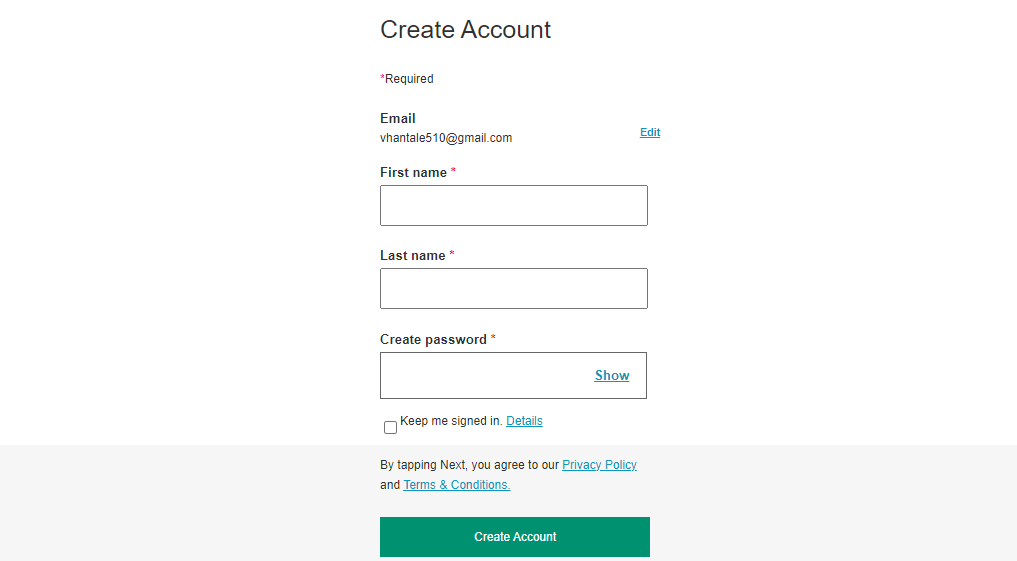 Create Account
*Required
Email
vhantale510@gmail.com
Edit
First name *
Last name *
Create password *
Show
Keep me signed in. Details
By tapping Next, you agree to our Privacy Policy
and Terms & Conditions.
Create Account